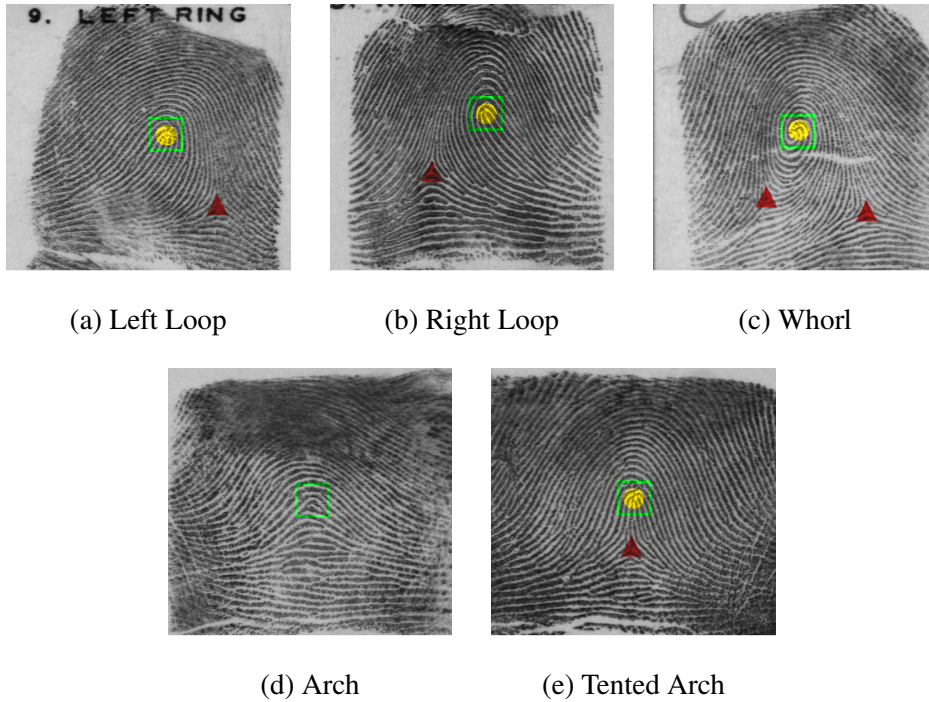 9. LEFT RING
(a) Left Loop
(b) Right Loop
(c) Whorl
(d) Arch
(e) Tented Arch